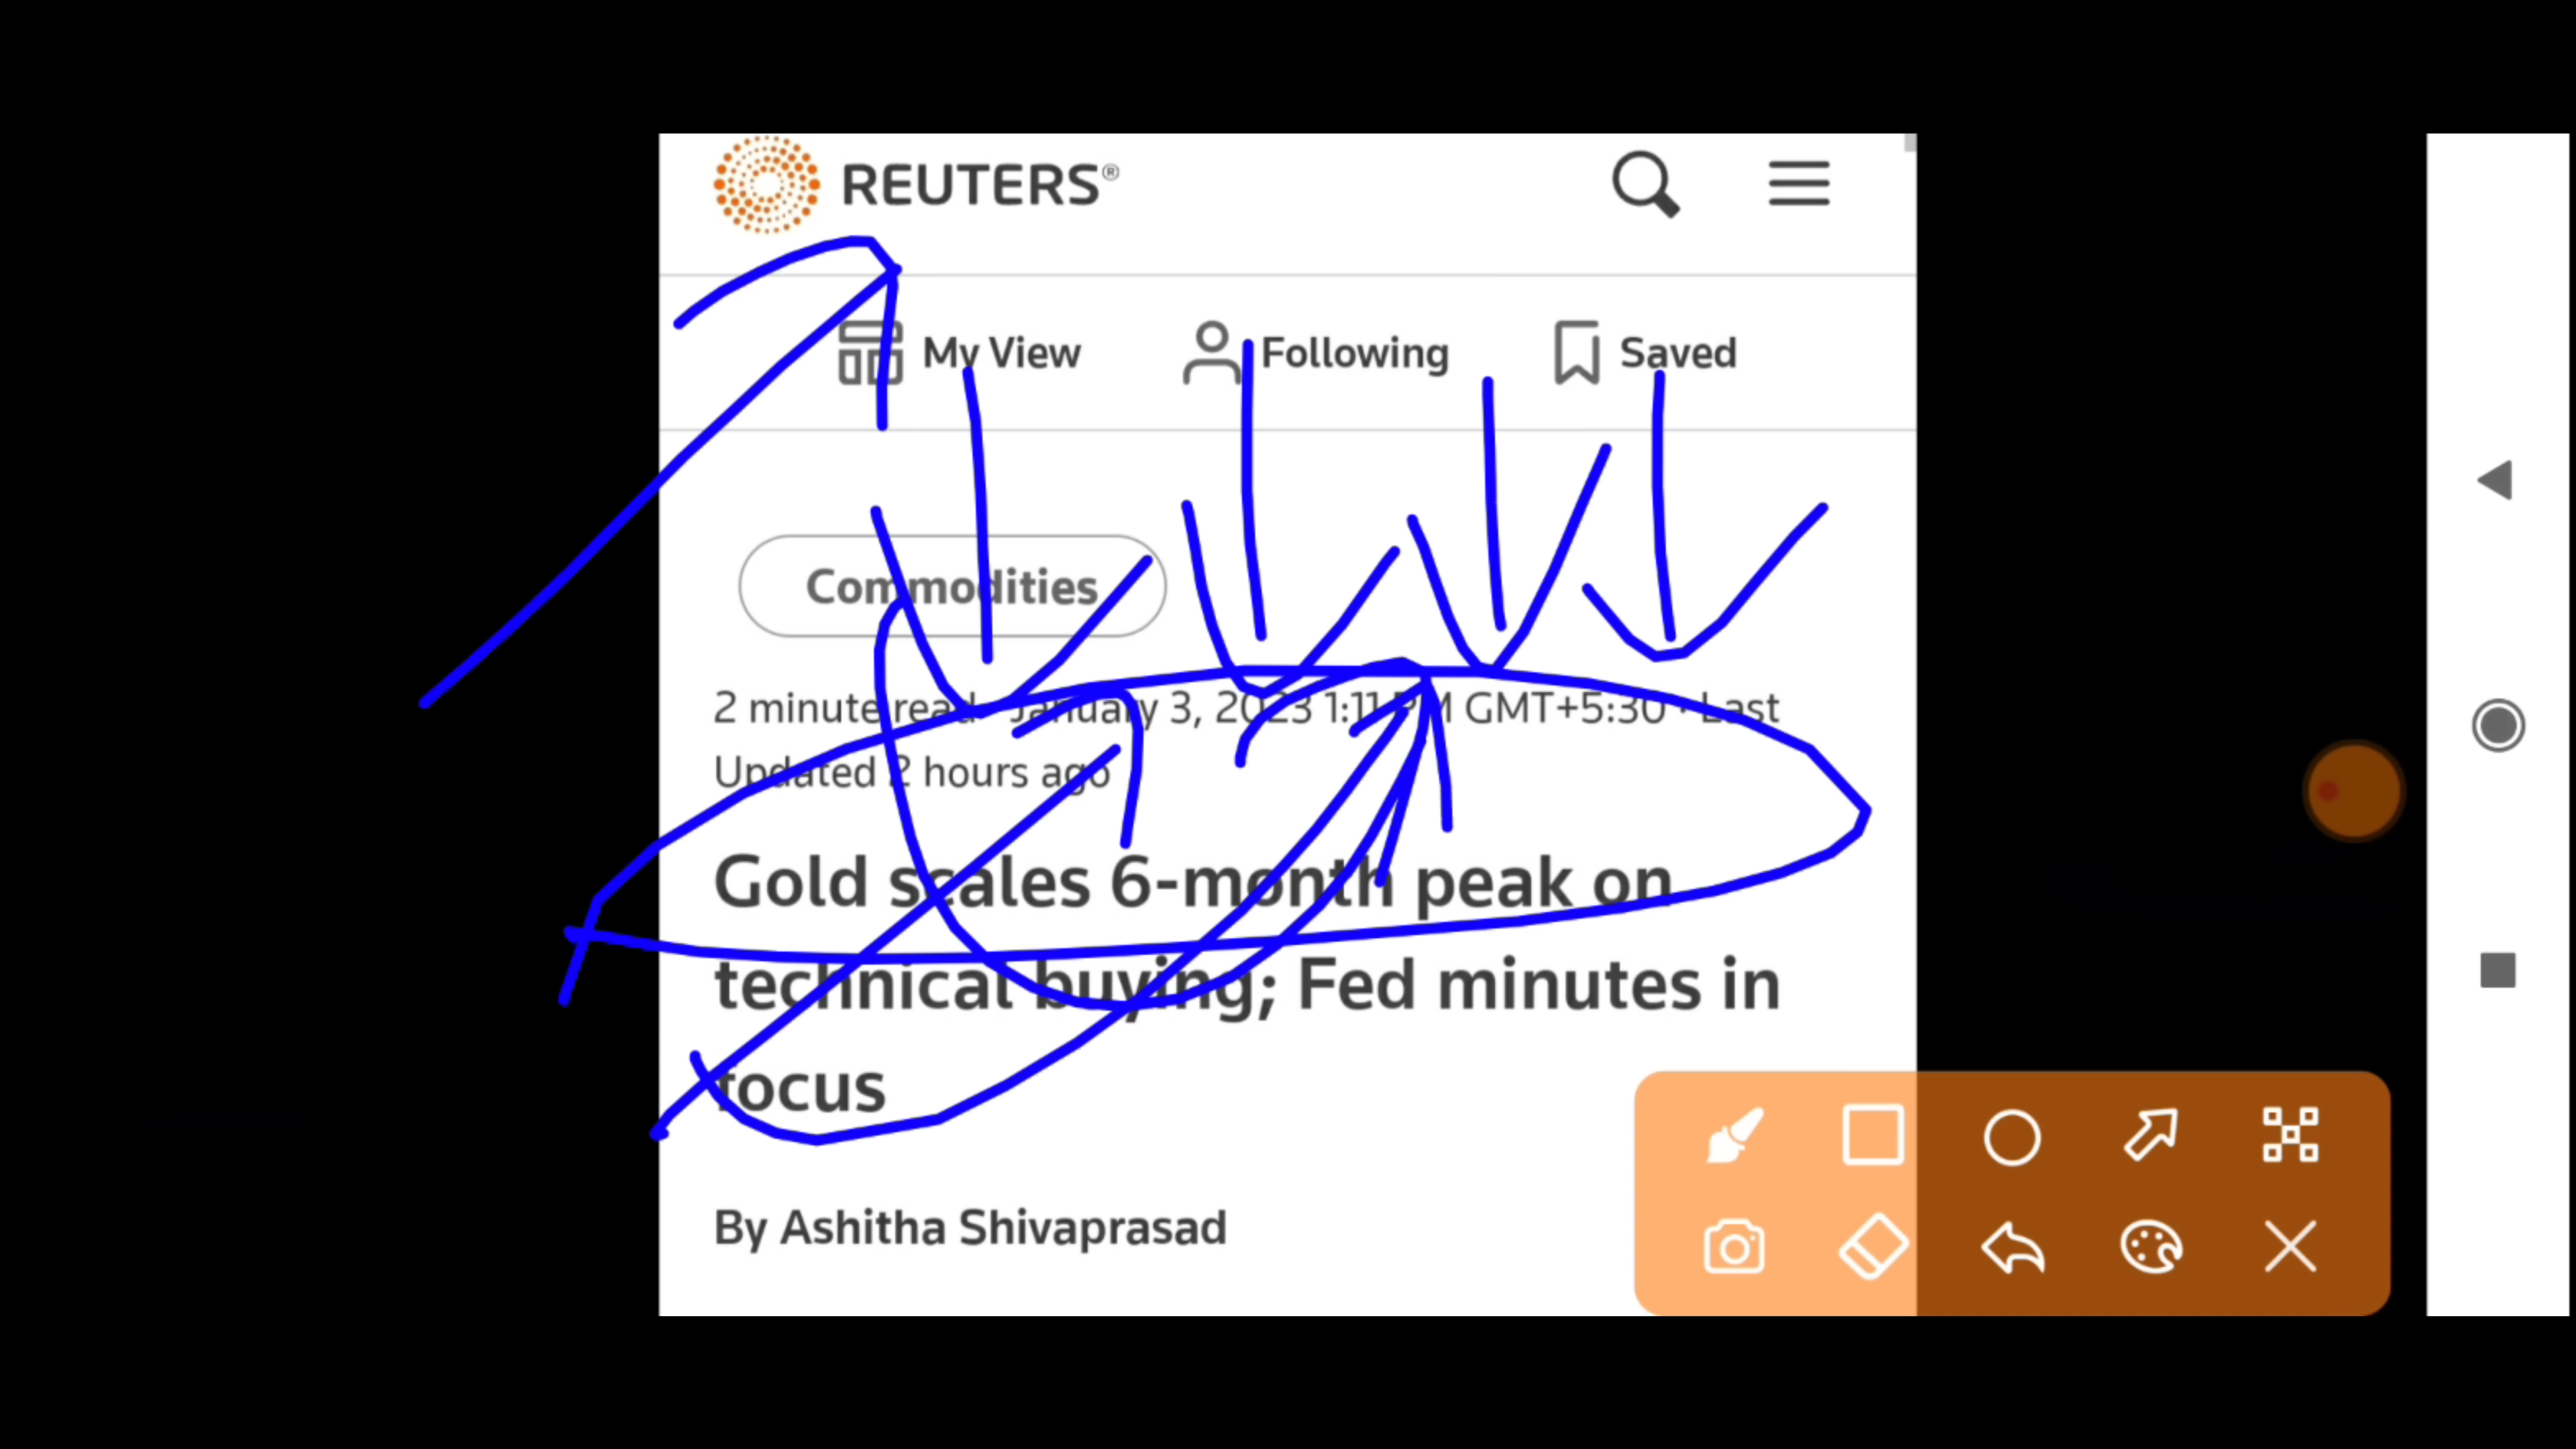 REUTERS®
My View Following Saved
Commodities
2 minute read · January 3, 2023 1:11 PM GMT+5:30 · Last
Updated 2 hours ago
Gold scales 6-month peak on
technical buying; Fed minutes in
focus
By Ashitha Shivaprasad